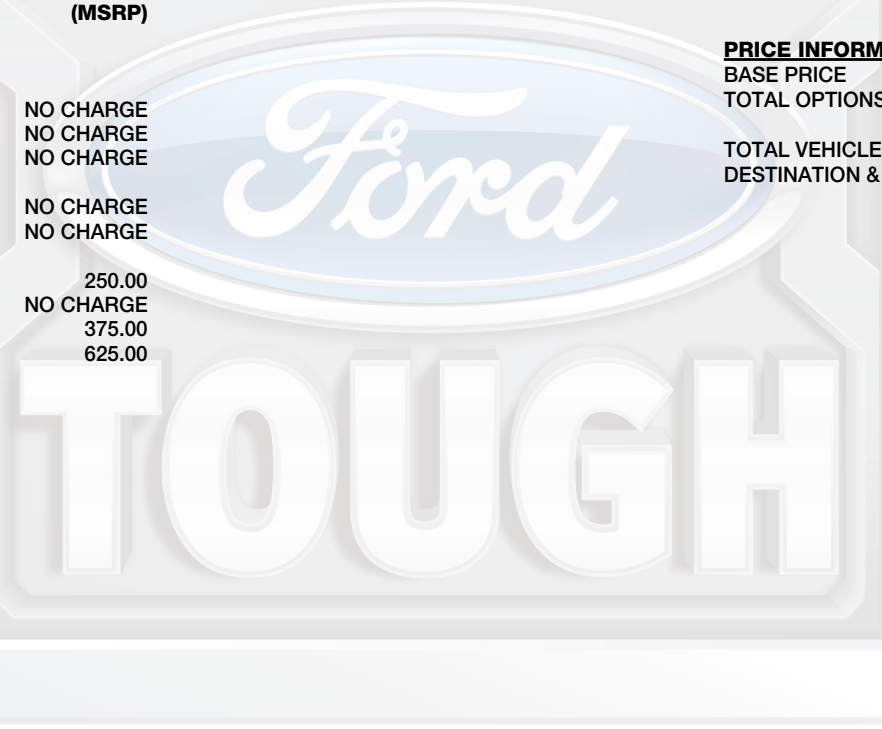 (MSRP)
NO CHARGE
NO CHARGE
NO CHARGE
NO CHARGE
NO CHARGE
250.00
NO CHARGE
375.00
625.00
PRICE INFORM
BASE PRICE
TOTAL OPTIONS
TOTAL VEHICLE
DESTINATION &
Ford
TOUGH